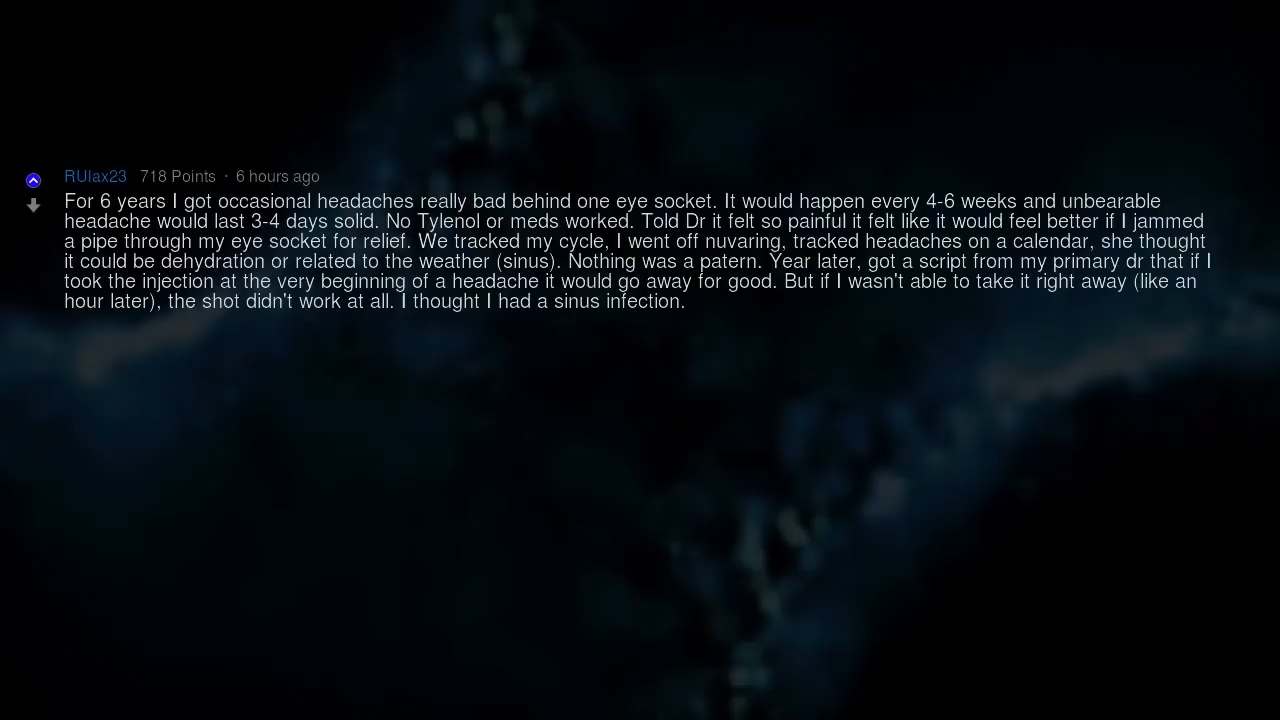 RUlax23 718 Points · 6 hours ago
For 6 years I got occasional headaches really bad behind one eye socket. It would happen every 4-6 weeks and unbearable
headache would last 3-4 days solid. No Tylenol or meds worked. Told Dr it felt so painful it felt like it would feel better if I jammed
a pipe through my eye socket for relief. We tracked my cycle, I went off nuvaring, tracked headaches on a calendar, she thought
it could be dehydration or related to the weather (sinus). Nothing was a patern. Year later, got a script from my primary dr that if I
took the injection at the very beginning of a headache it would go away for good. But if I wasn't able to take it right away (like an
hour later), the shot didn't work at all. I thought I had a sinus infection.